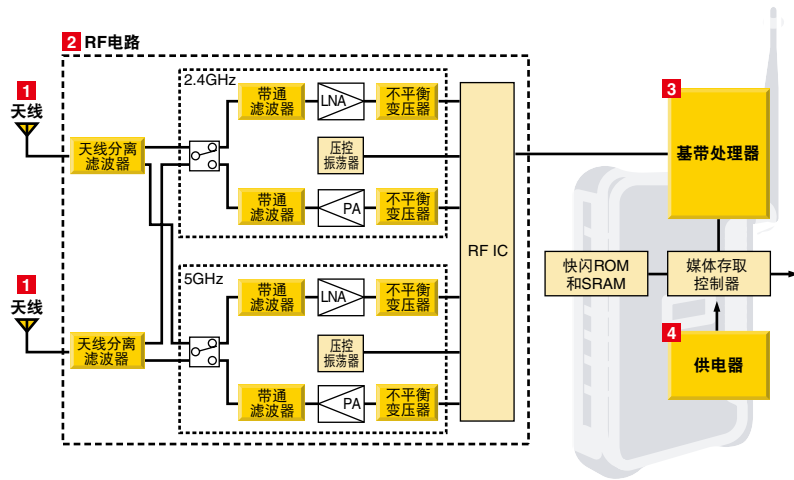 2 RF电路
1
天线
天线分离
滤波器
2.4GHz
带通
滤波器
LNA
不平衡
变压器
压控
振荡器
带通
滤波器
PA
不平衡
变压器
1
天线
天线分离
滤波器
5GHz
带通
滤波器
LNA
不平衡
变压器
压控
振荡器
带通
滤波器
PA
不平衡
变压器
RF IC
3
基带处理器
快闪ROM
和SRAM
媒体存取
控制器
4
供电器